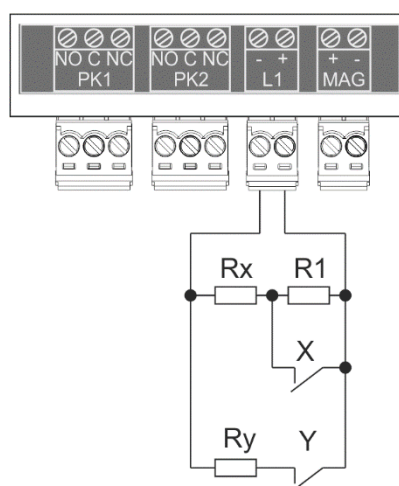 NO C NC NO C NC - + + -
PK1 PK2 L1 MAG
Rx R1
X
Ry Y